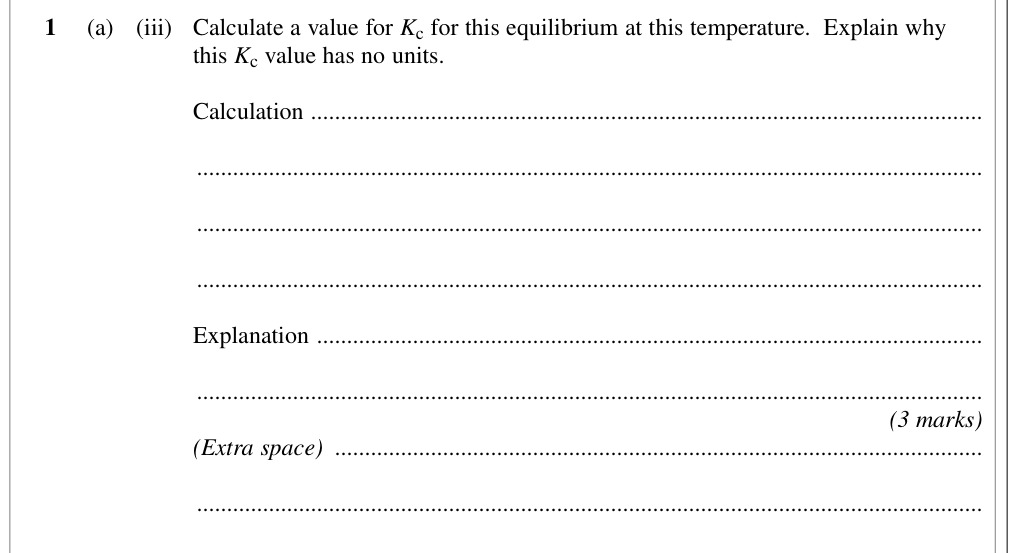 1 (a) (iii) Calculate a value for Kc for this equilibrium at this temperature. Explain why
this Kc value has no units.
Calculation ................................................................................................................
...................................................................................................................................
...................................................................................................................................
...................................................................................................................................
Explanation ...............................................................................................................
...................................................................................................................................
(3 marks)
(Extra space) ............................................................................................................
...................................................................................................................................